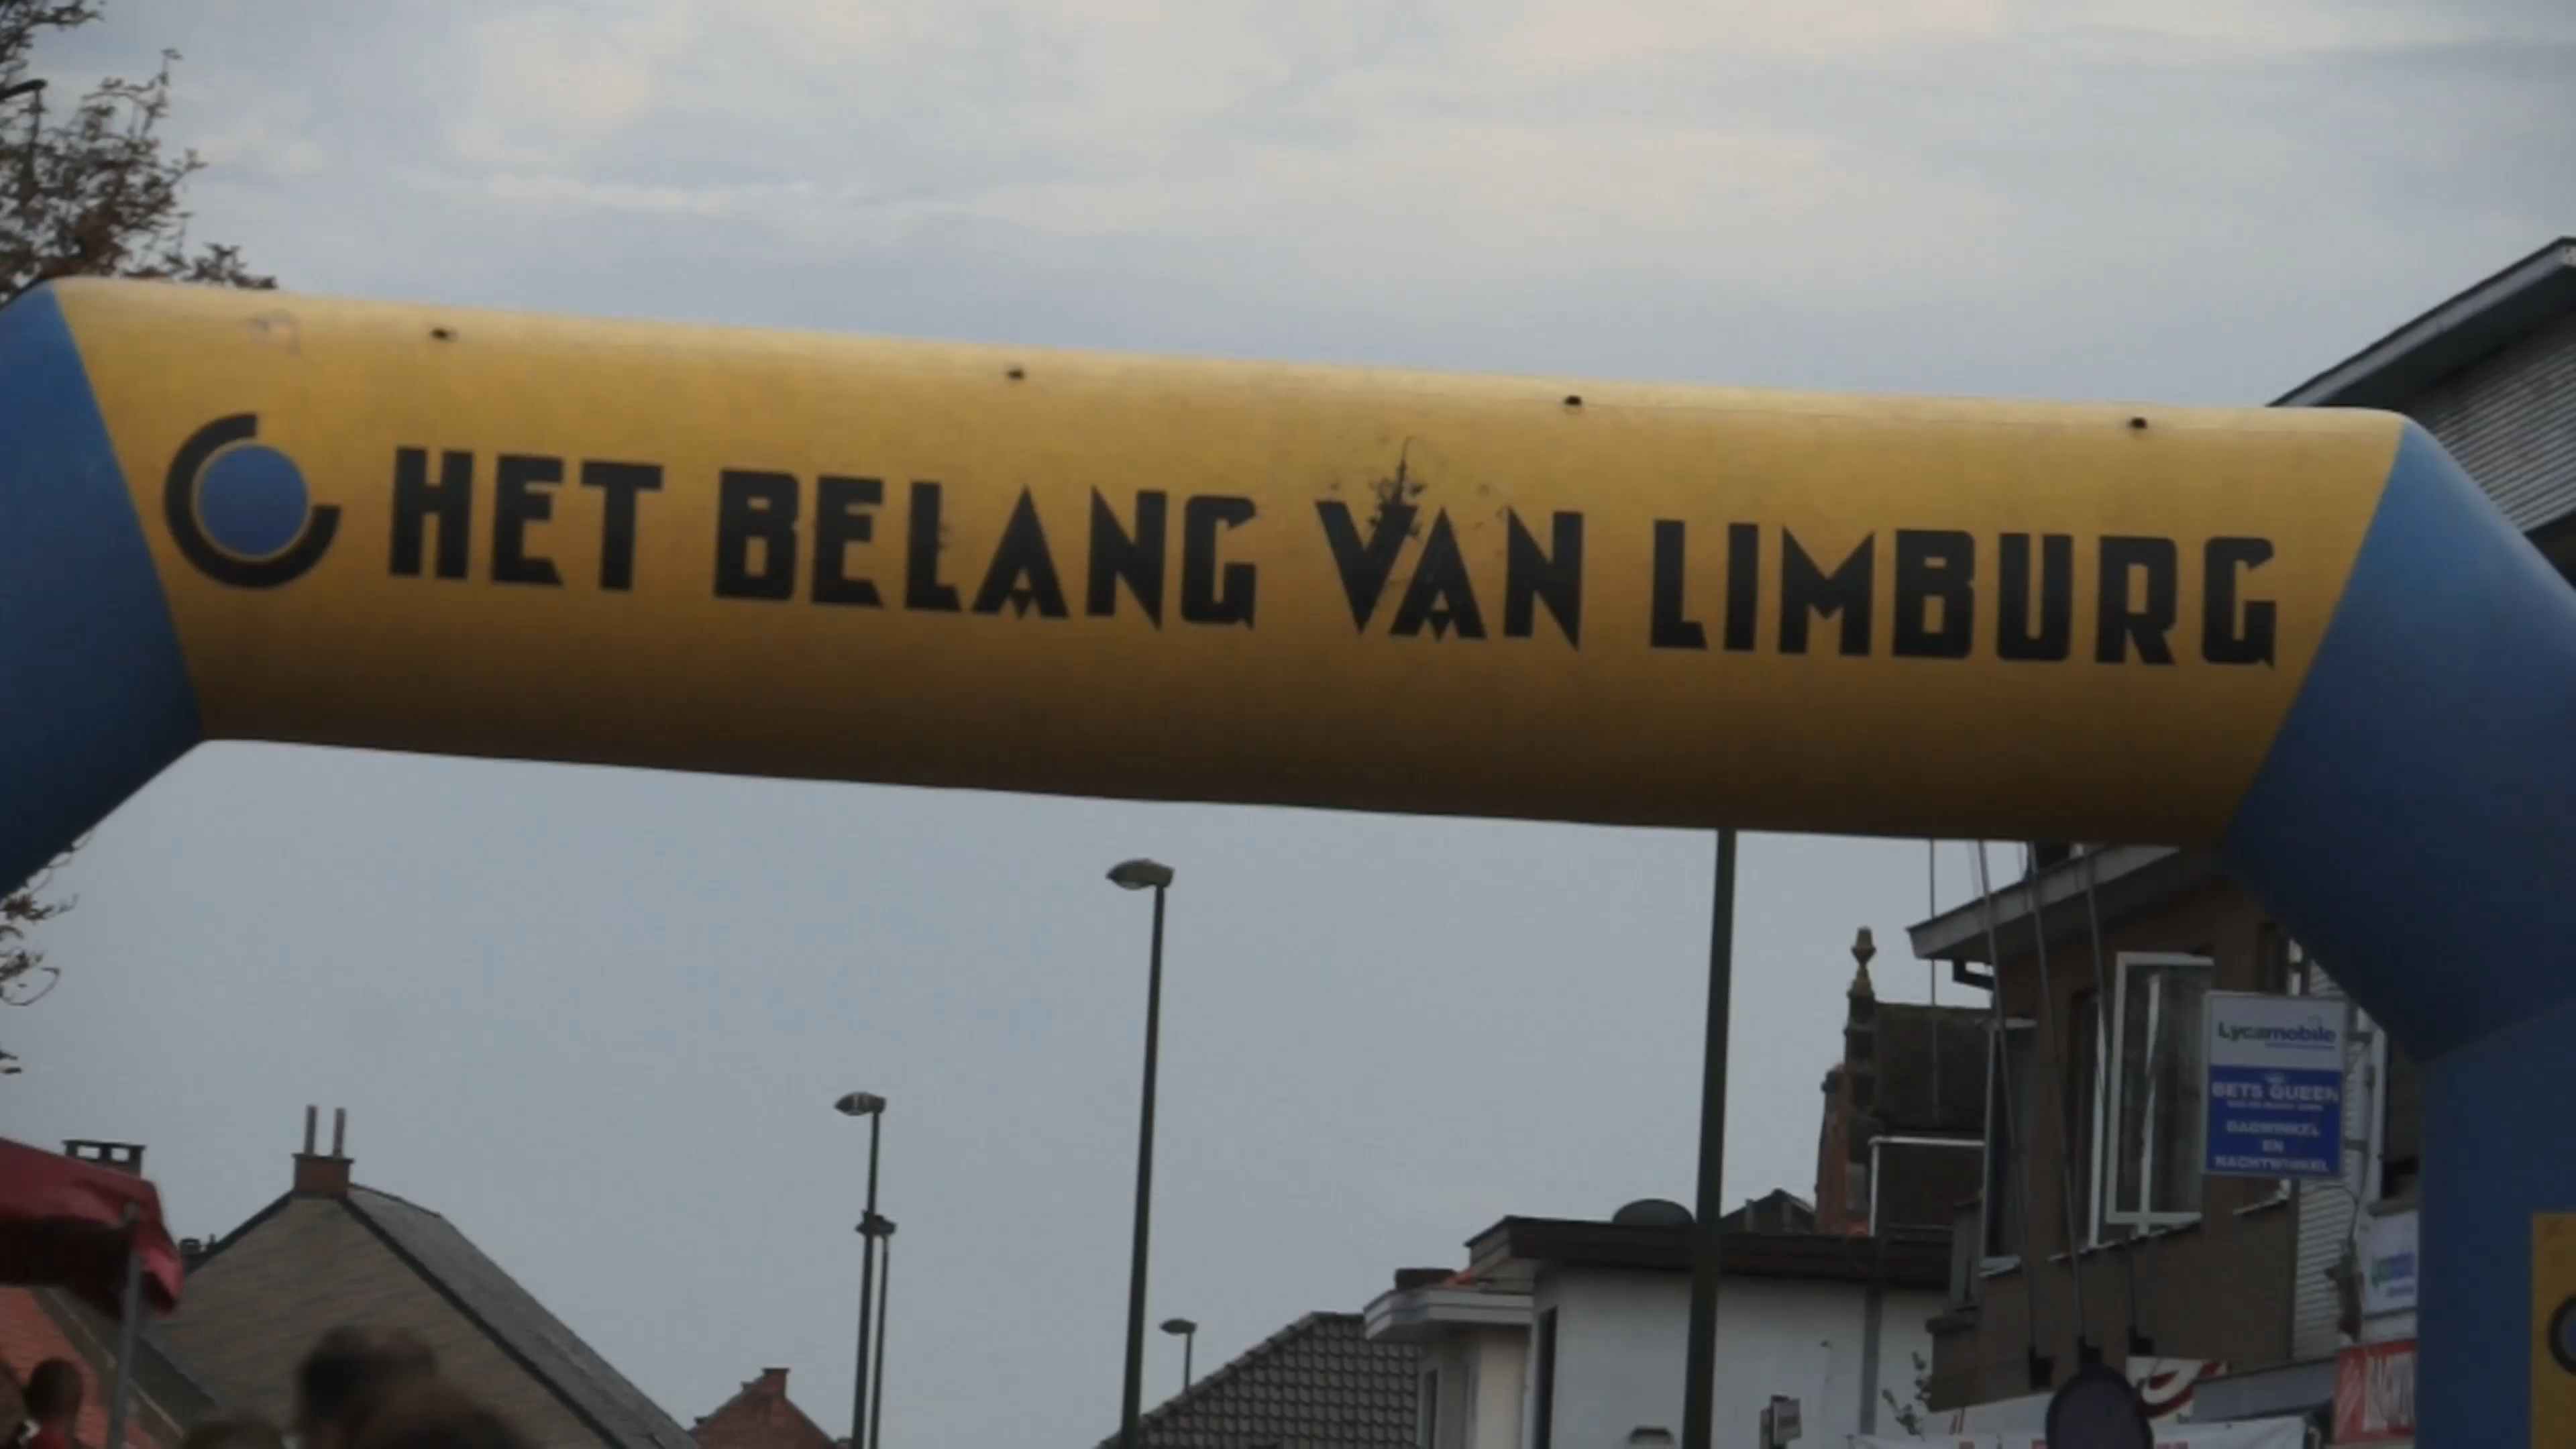 HET BELANG VAN LIMBURG
Lycamobile
BETS QUEEN
DAGWINKEL
EN
NACHTWINKEL